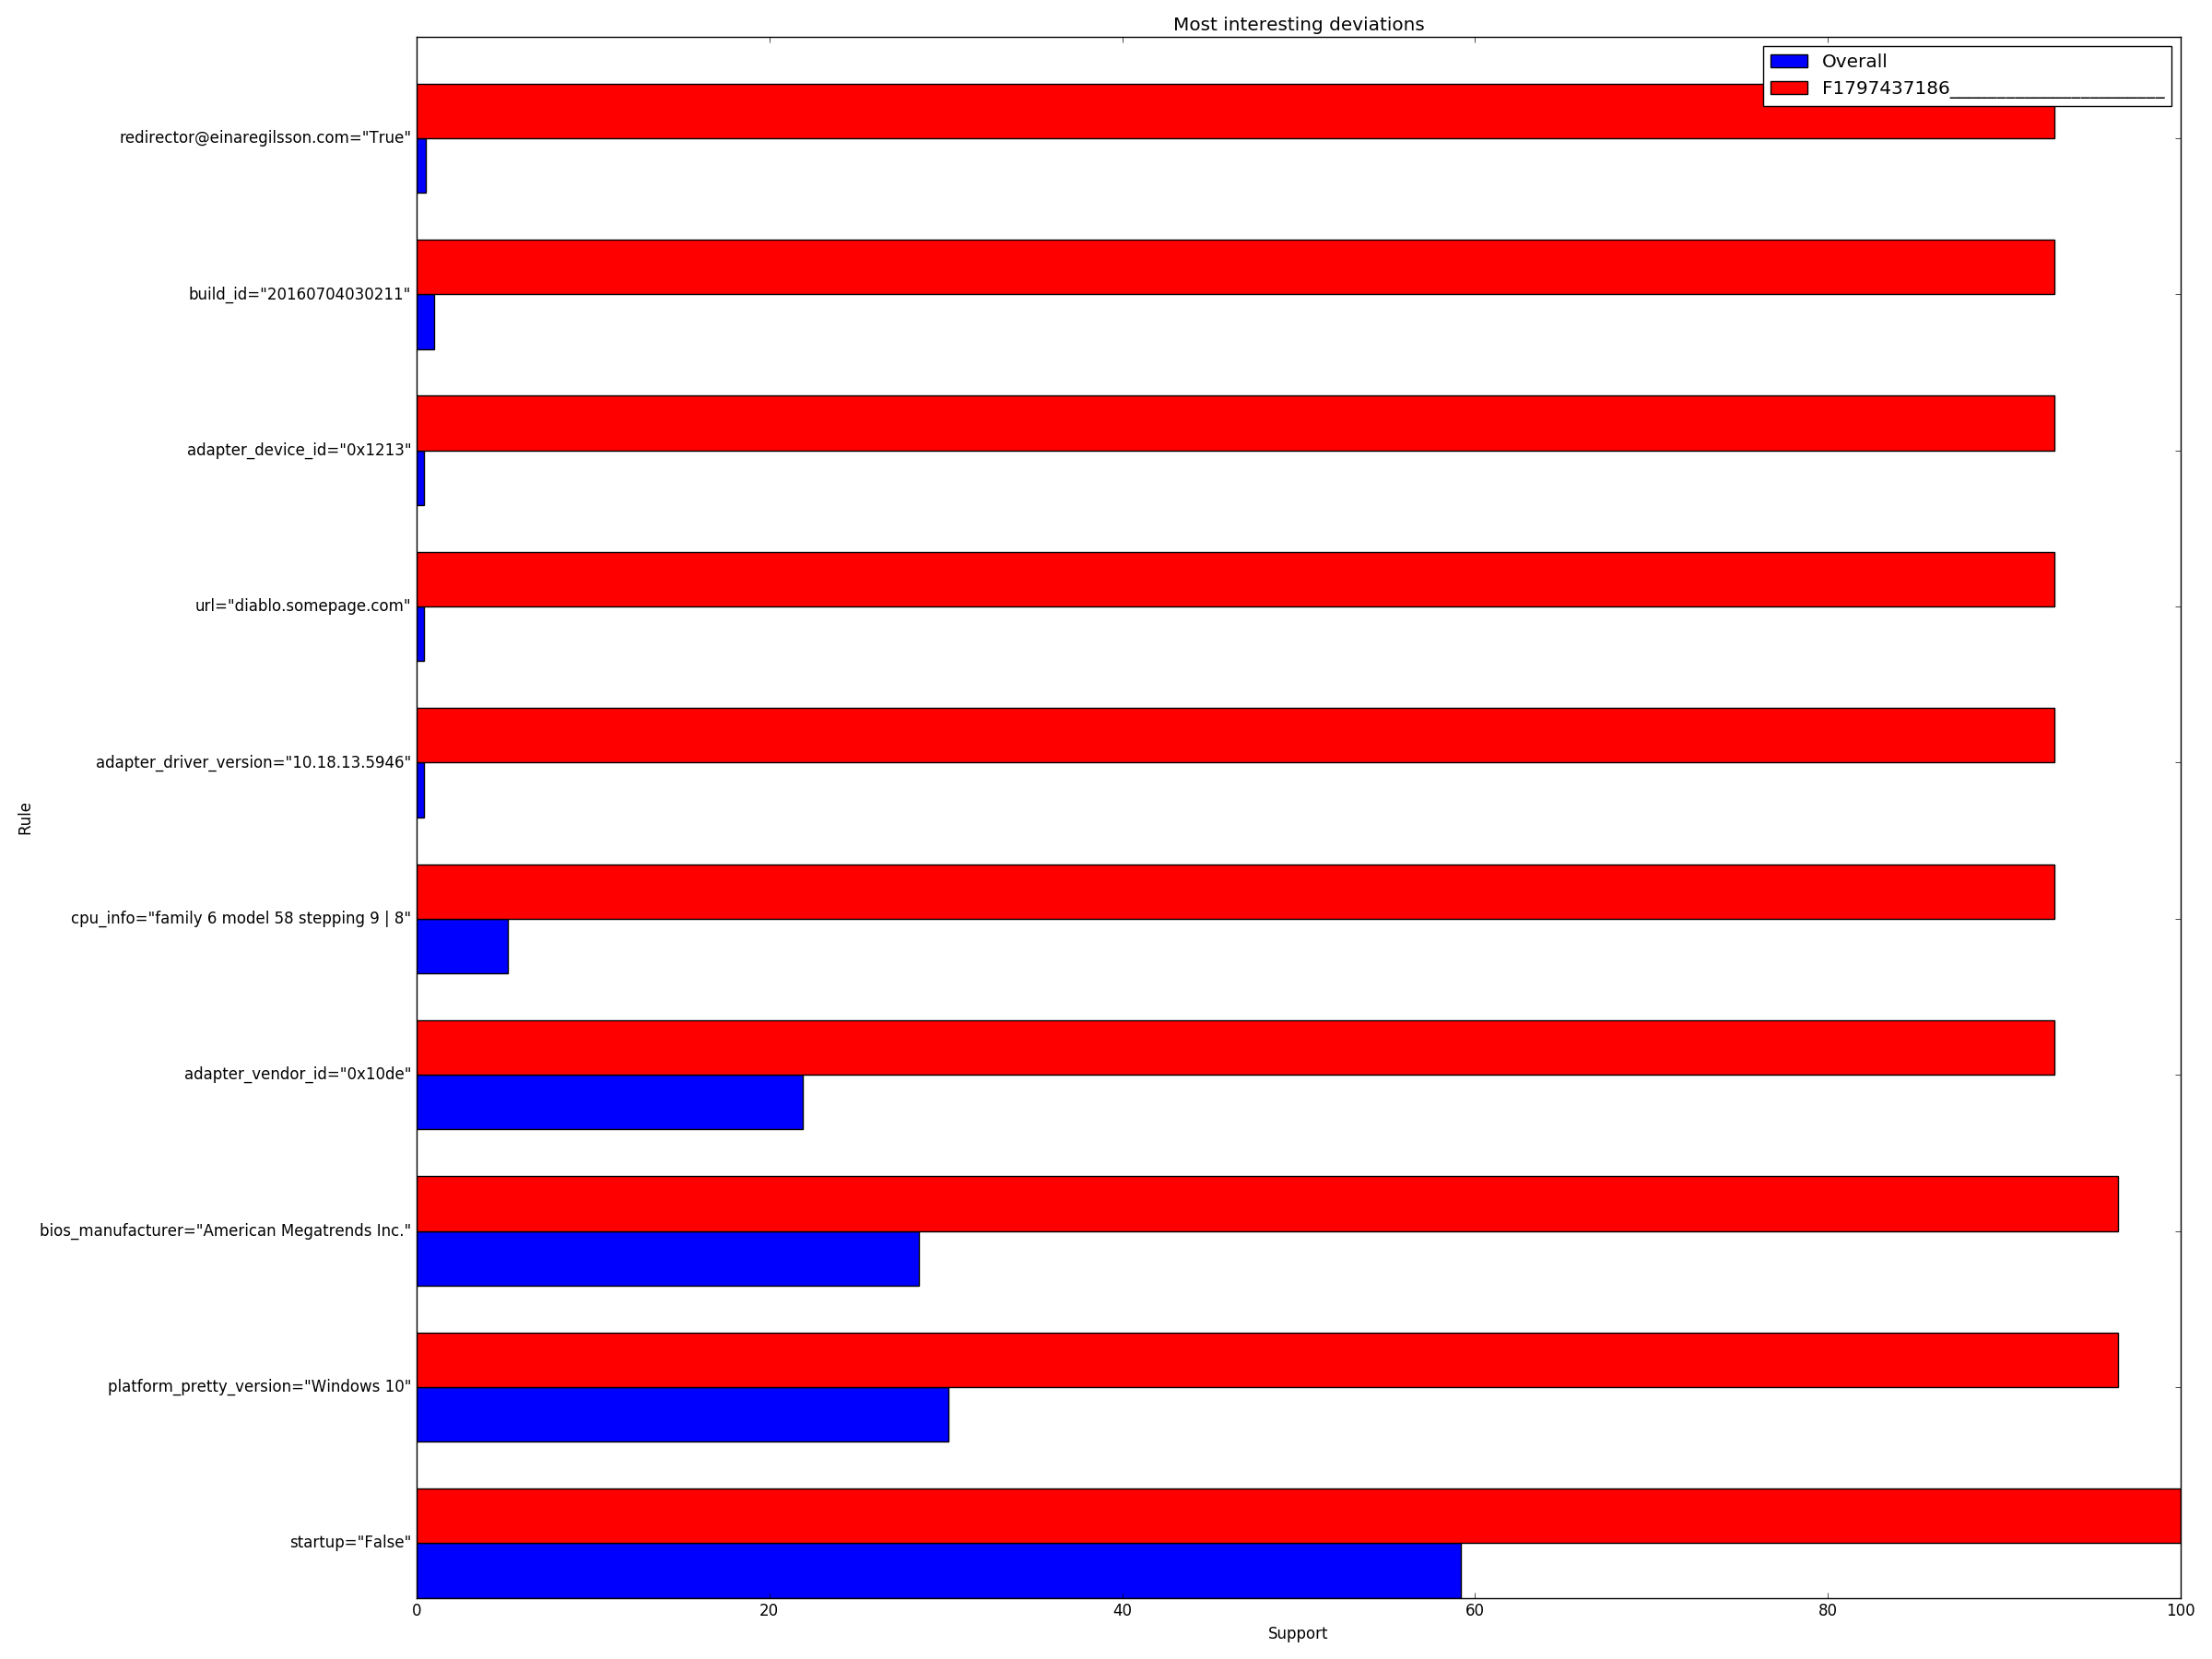 Most interesting deviations
Overall
F1797437186_______________________
redirector@einaregilsson.com="True"
build_id="20160704030211"
adapter_device_id="0x1213"
url="diablo.somepage.com"
adapter_driver_version="10.18.13.5946"
Rule
cpu_info="family 6 model 58 stepping 9 | 8"
adapter_vendor_id="0x10de"
bios_manufacturer="American Megatrends Inc."
platform_pretty_version="Windows 10"
startup="False"
0 20 40 60 80 100
Support